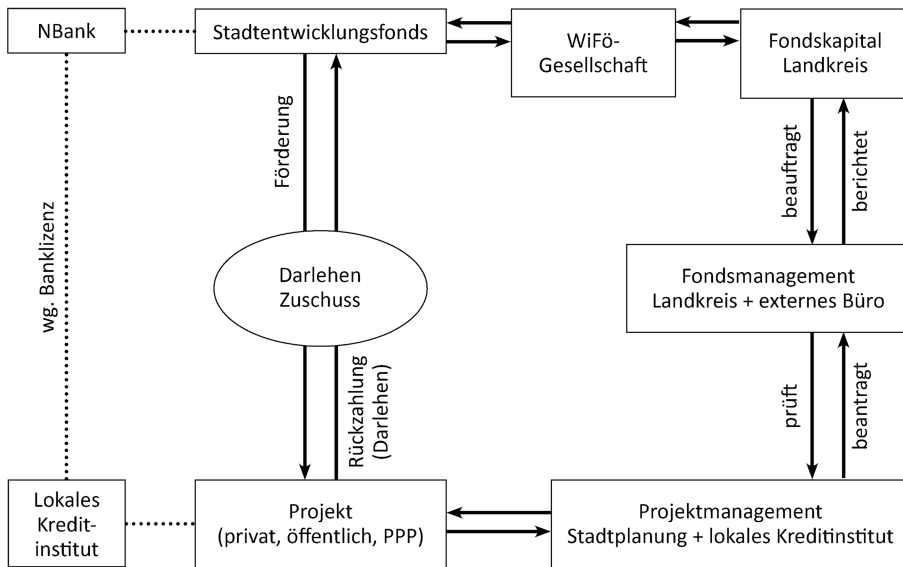 NBank
Stadtentwicklungsfonds
WiFö-
Gesellschaft
Fondskapital
Landkreis
Förderung
beauftragt
berichtet
wg. Banklizenz
Darlehen
Zuschuss
Fondsmanagement
Landkreis + externes Büro
Rückzahlung
(Darlehen)
prüft
beantragt
Lokales
Kredit-
institut
Projekt
(privat, öffentlich, PPP)
Projektmanagement
Stadtplanung + lokales Kreditinstitut